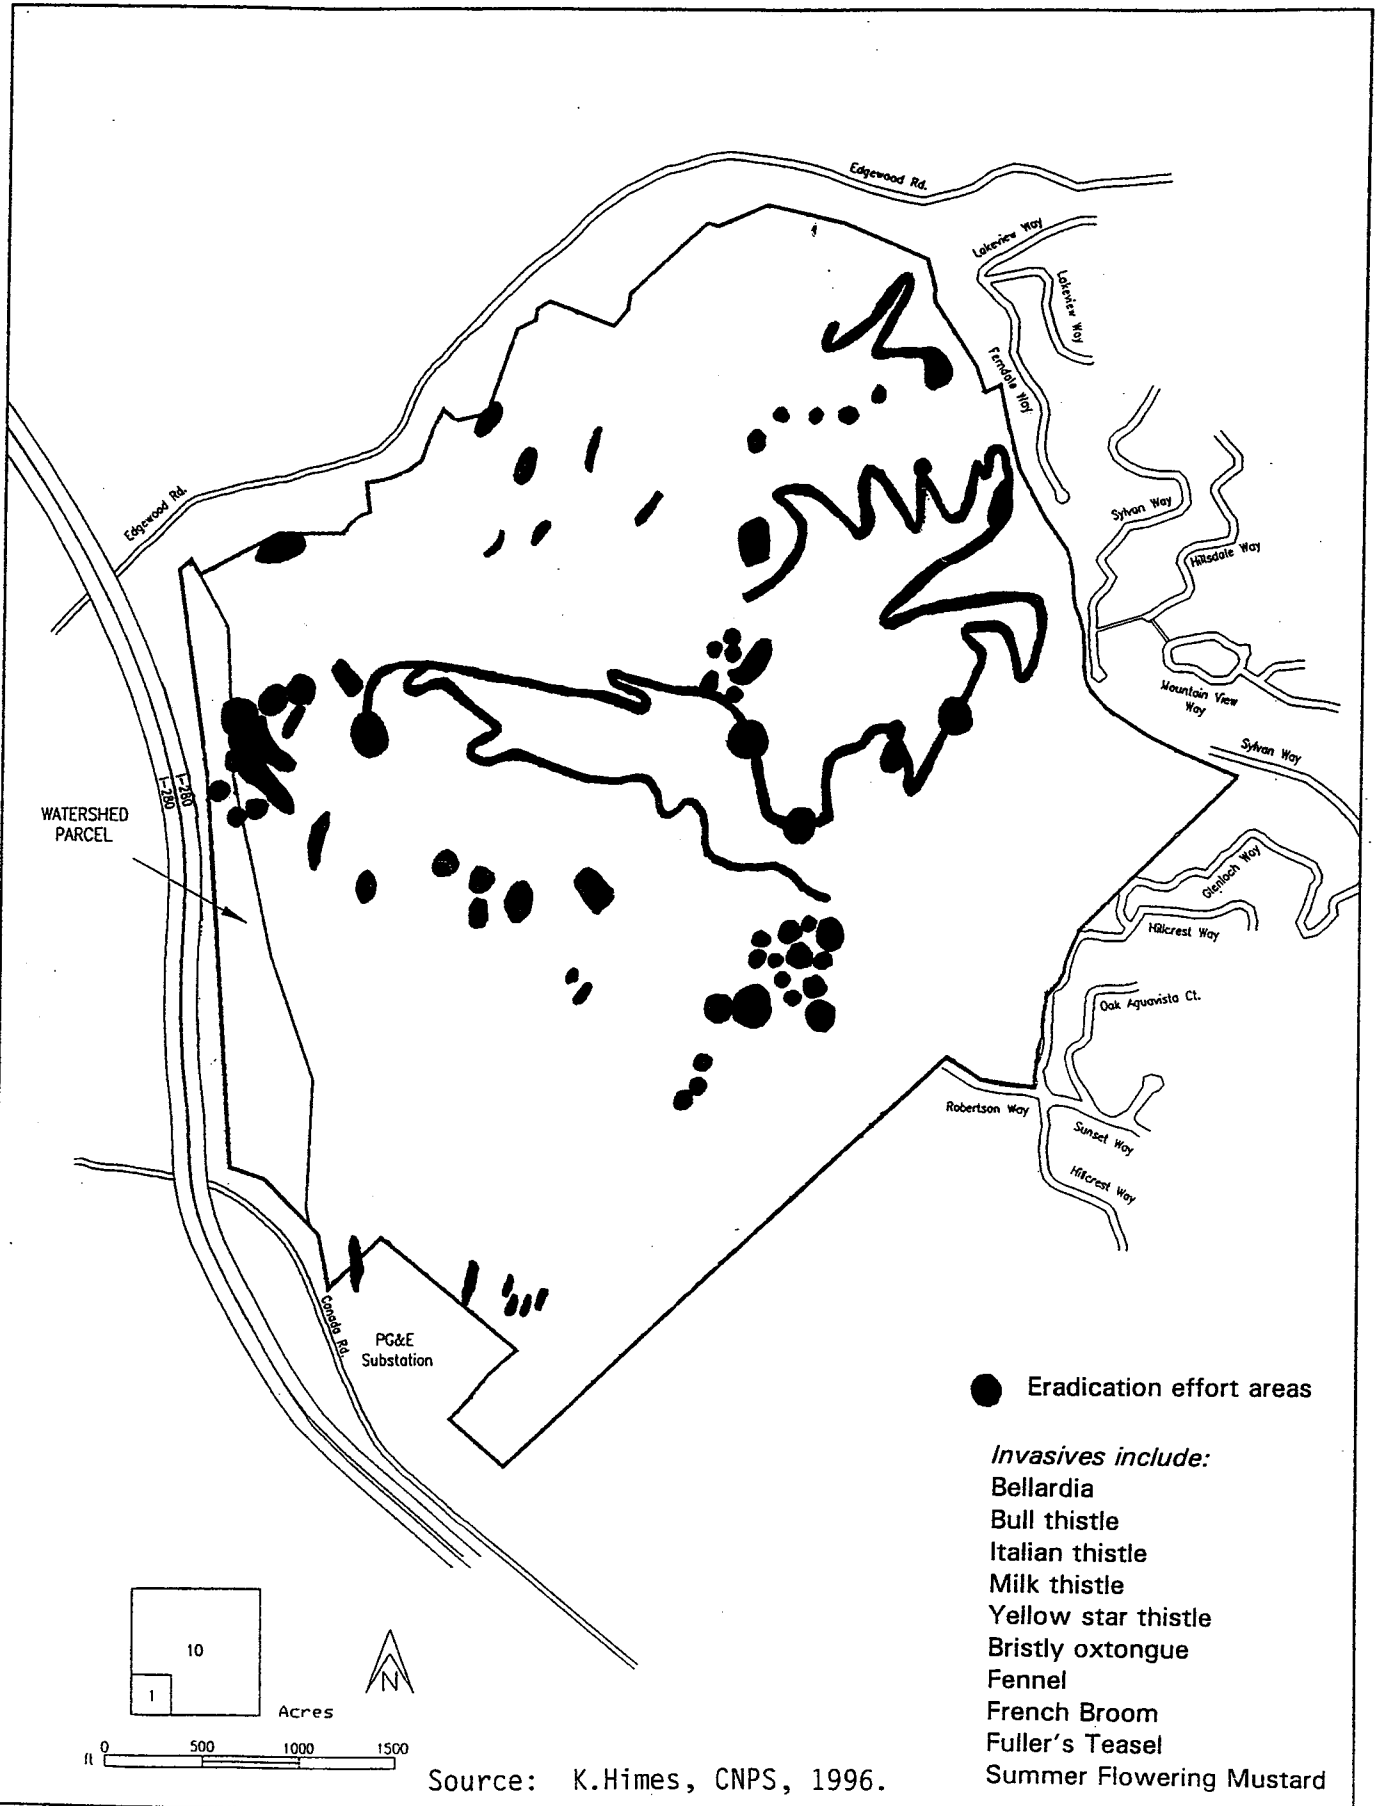 Edgewood Rd.
Lakeview Way
Lakeview Way
Ferndale Way
Edgewood Rd.
Sylvan Way
Hillsdale Way
Mountain View
Way
Sylvan Way
I-280
I-280
WATERSHED
PARCEL
Glenloch Way
Hillcrest Way
Oak Aguavista Ct.
Robertson Way
Sunset Way
Hillcrest Way
Canada Rd.
PG&E
Substation
Eradication effort areas
Invasives include:
Bellardia
Bull thistle
Italian thistle
Milk thistle
Yellow star thistle
Bristly oxtongue
Fennel
French Broom
Fuller's Teasel
Summer Flowering Mustard
10
1
Acres
N
ft 0 500 1000 1500
Source: K.Himes, CNPS, 1996.